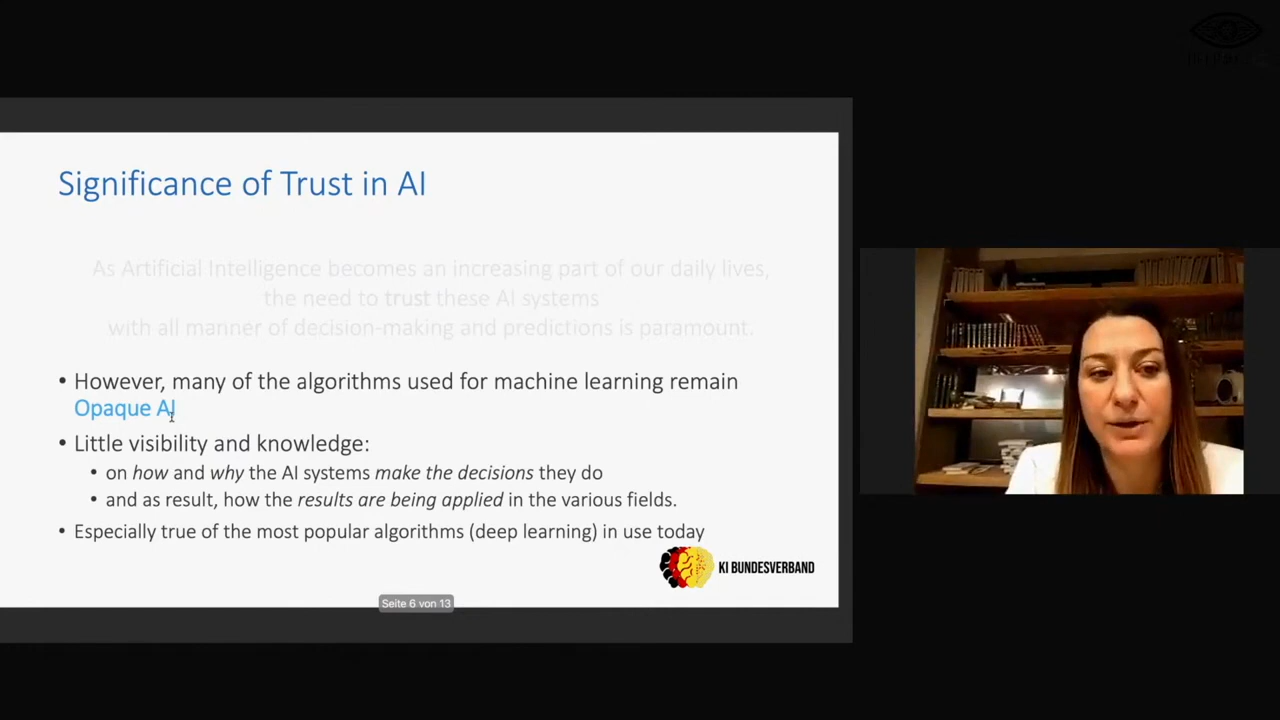 Significance of Trust in AI
As Artificial Intelligence becomes an increasing part of our daily lives,
the need to trust these AI systems
with all manner of decision-making and predictions is paramount.
• However, many of the algorithms used for machine learning remain
Opaque AI
• Little visibility and knowledge:
• on how and why the AI systems make the decisions they do
• and as result, how the results are being applied in the various fields.
• Especially true of the most popular algorithms (deep learning) in use today
KI BUNDESVERBAND
Seite 6 von 13